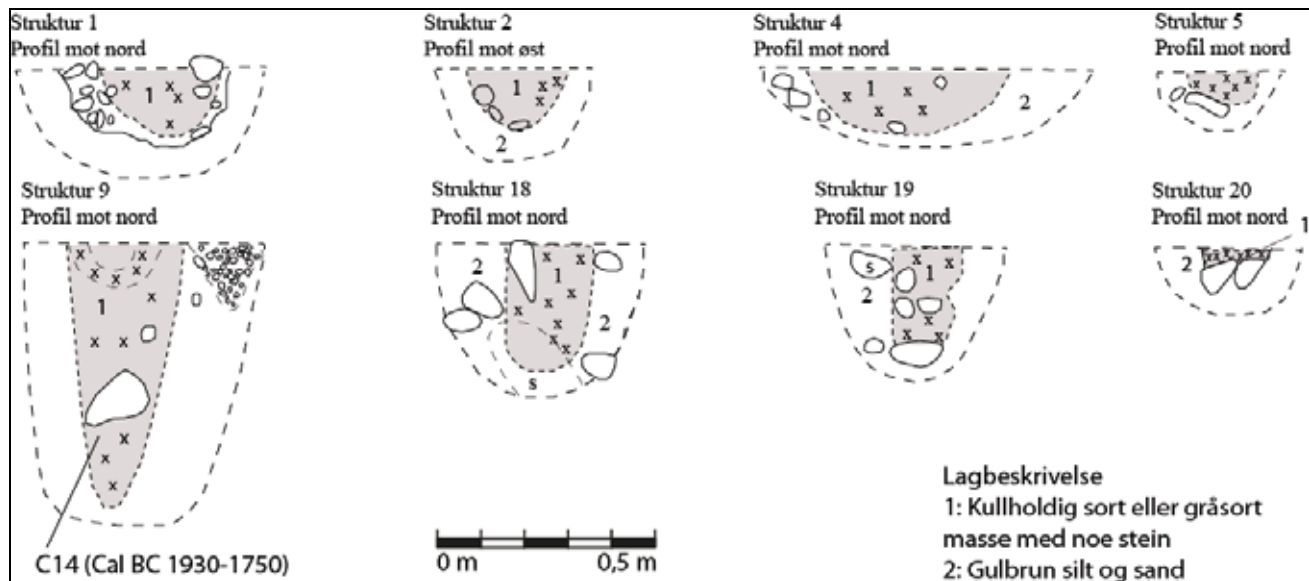 Struktur 1
Profil mot nord
1
Struktur 2
Profil mot øst
1
2
Struktur 4
Profil mot nord
1
2
Struktur 5
Profil mot nord
Struktur 9
Profil mot nord
1
C14 (Cal BC 1930-1750)
Struktur 18
Profil mot nord
2
1
2
s
Struktur 19
Profil mot nord
s
1
2
Struktur 20
Profil mot nord
1
2
0 m 0,5 m
Lagbeskrivelse
1: Kullholdig sort eller gråsort
masse med noe stein
2: Gulbrun silt og sand